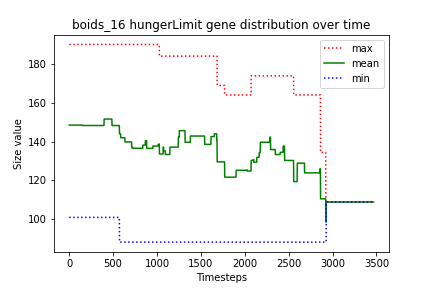 boids_16 hungerLimit gene distribution over time
max
mean
min
Size value
180
160
140
120
100
0
500
1000
1500
2000
2500
3000
3500
Timesteps